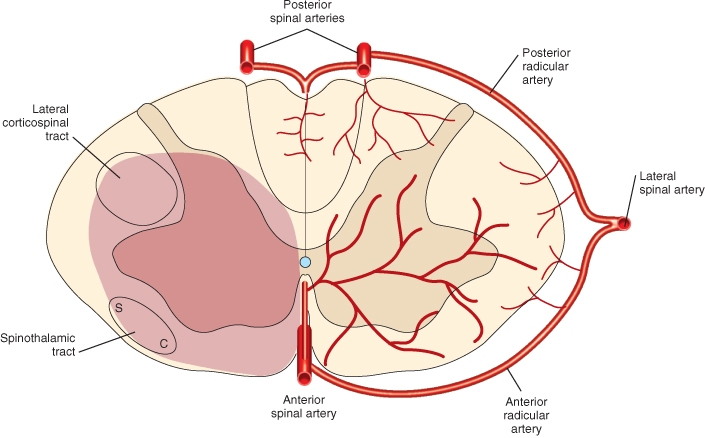 Posterior
spinal arteries
Posterior
radicular
artery
Lateral
corticospinal
tract
Lateral
spinal artery
S
C
Spinothalamic
tract
Anterior
spinal artery
Anterior
radicular
artery